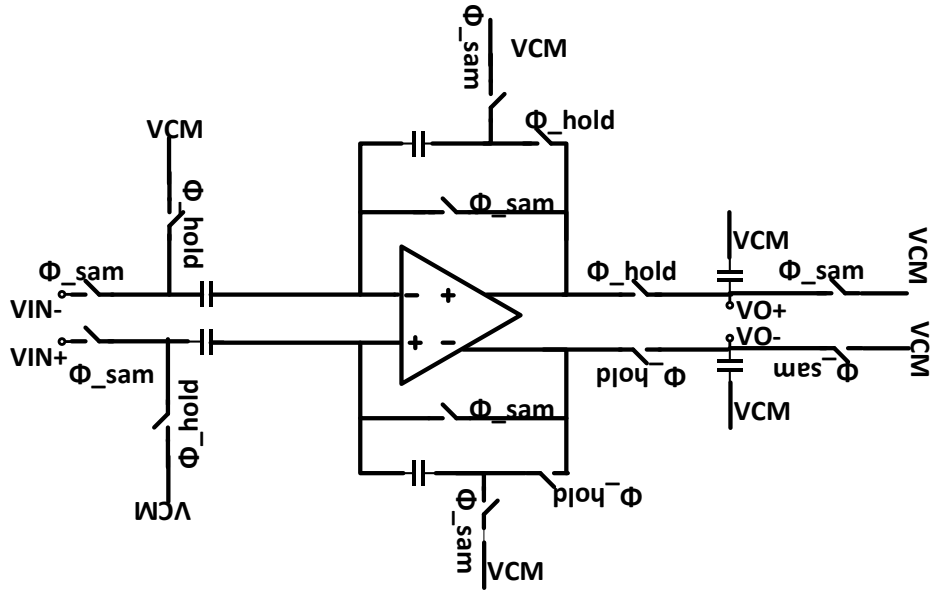 Φ_sam
VCM
VCM
Φ_hold
Φ_hold
Φ_sam
VCM
VCM
Φ_sam
Φ_hold
Φ_sam
VIN-
- +
VO+
VIN+
+ -
VO-
VCM
Φ_sam
Φ_hold
Φ_sam
Φ_hold
Φ_sam
VCM
Φ_hold
VCM
Φ_sam
VCM